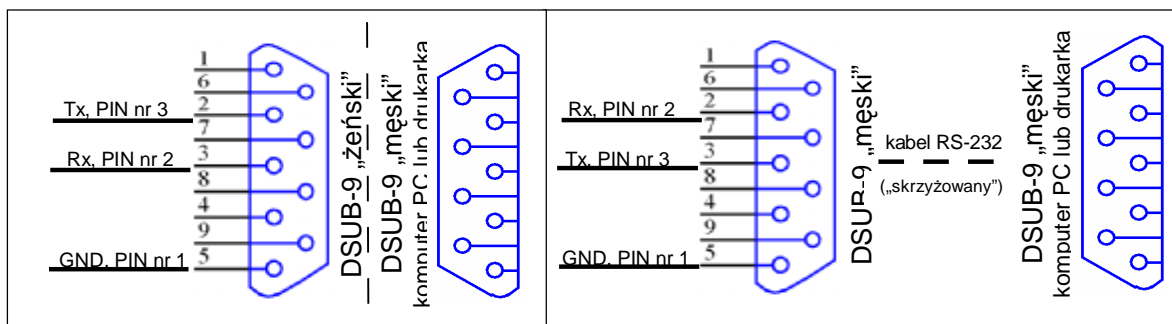 1
6
Tx, PIN nr 3
2
7
Rx, PIN nr 2
3
8
4
9
GND, PIN nr 1
5
DSUB-9 „żeński”
DSUB-9 „męski”
komputer PC lub drukarka
1
6
Rx, PIN nr 2
2
7
Tx, PIN nr 3
3
8
4
9
GND, PIN nr 1
5
DSUB-9 „męski”
kabel RS-232
(„skrzyżowany”)
DSUB-9 „męski”
komputer PC lub drukarka